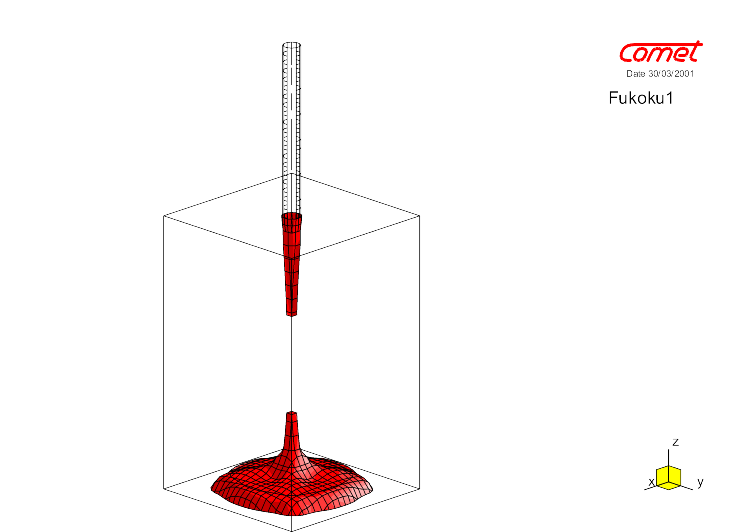 Comet
Date 30/03/2001
Fukoku1
z
x
y